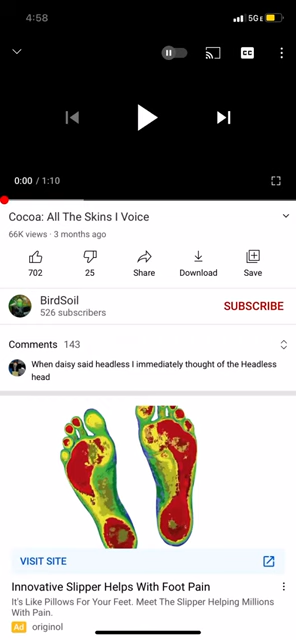 4:58
5GE
CC
0:00 / 1:10
Cocoa: All The Skins I Voice
66K views · 3 months ago
702
25
Share
Download
Save
BirdSoil
526 subscribers
SUBSCRIBE
Comments 143
When daisy said headless I immediately thought of the Headless
head
VISIT SITE
Innovative Slipper Helps With Foot Pain
It's Like Pillows For Your Feet. Meet The Slipper Helping Millions
With Pain.
Ad originol